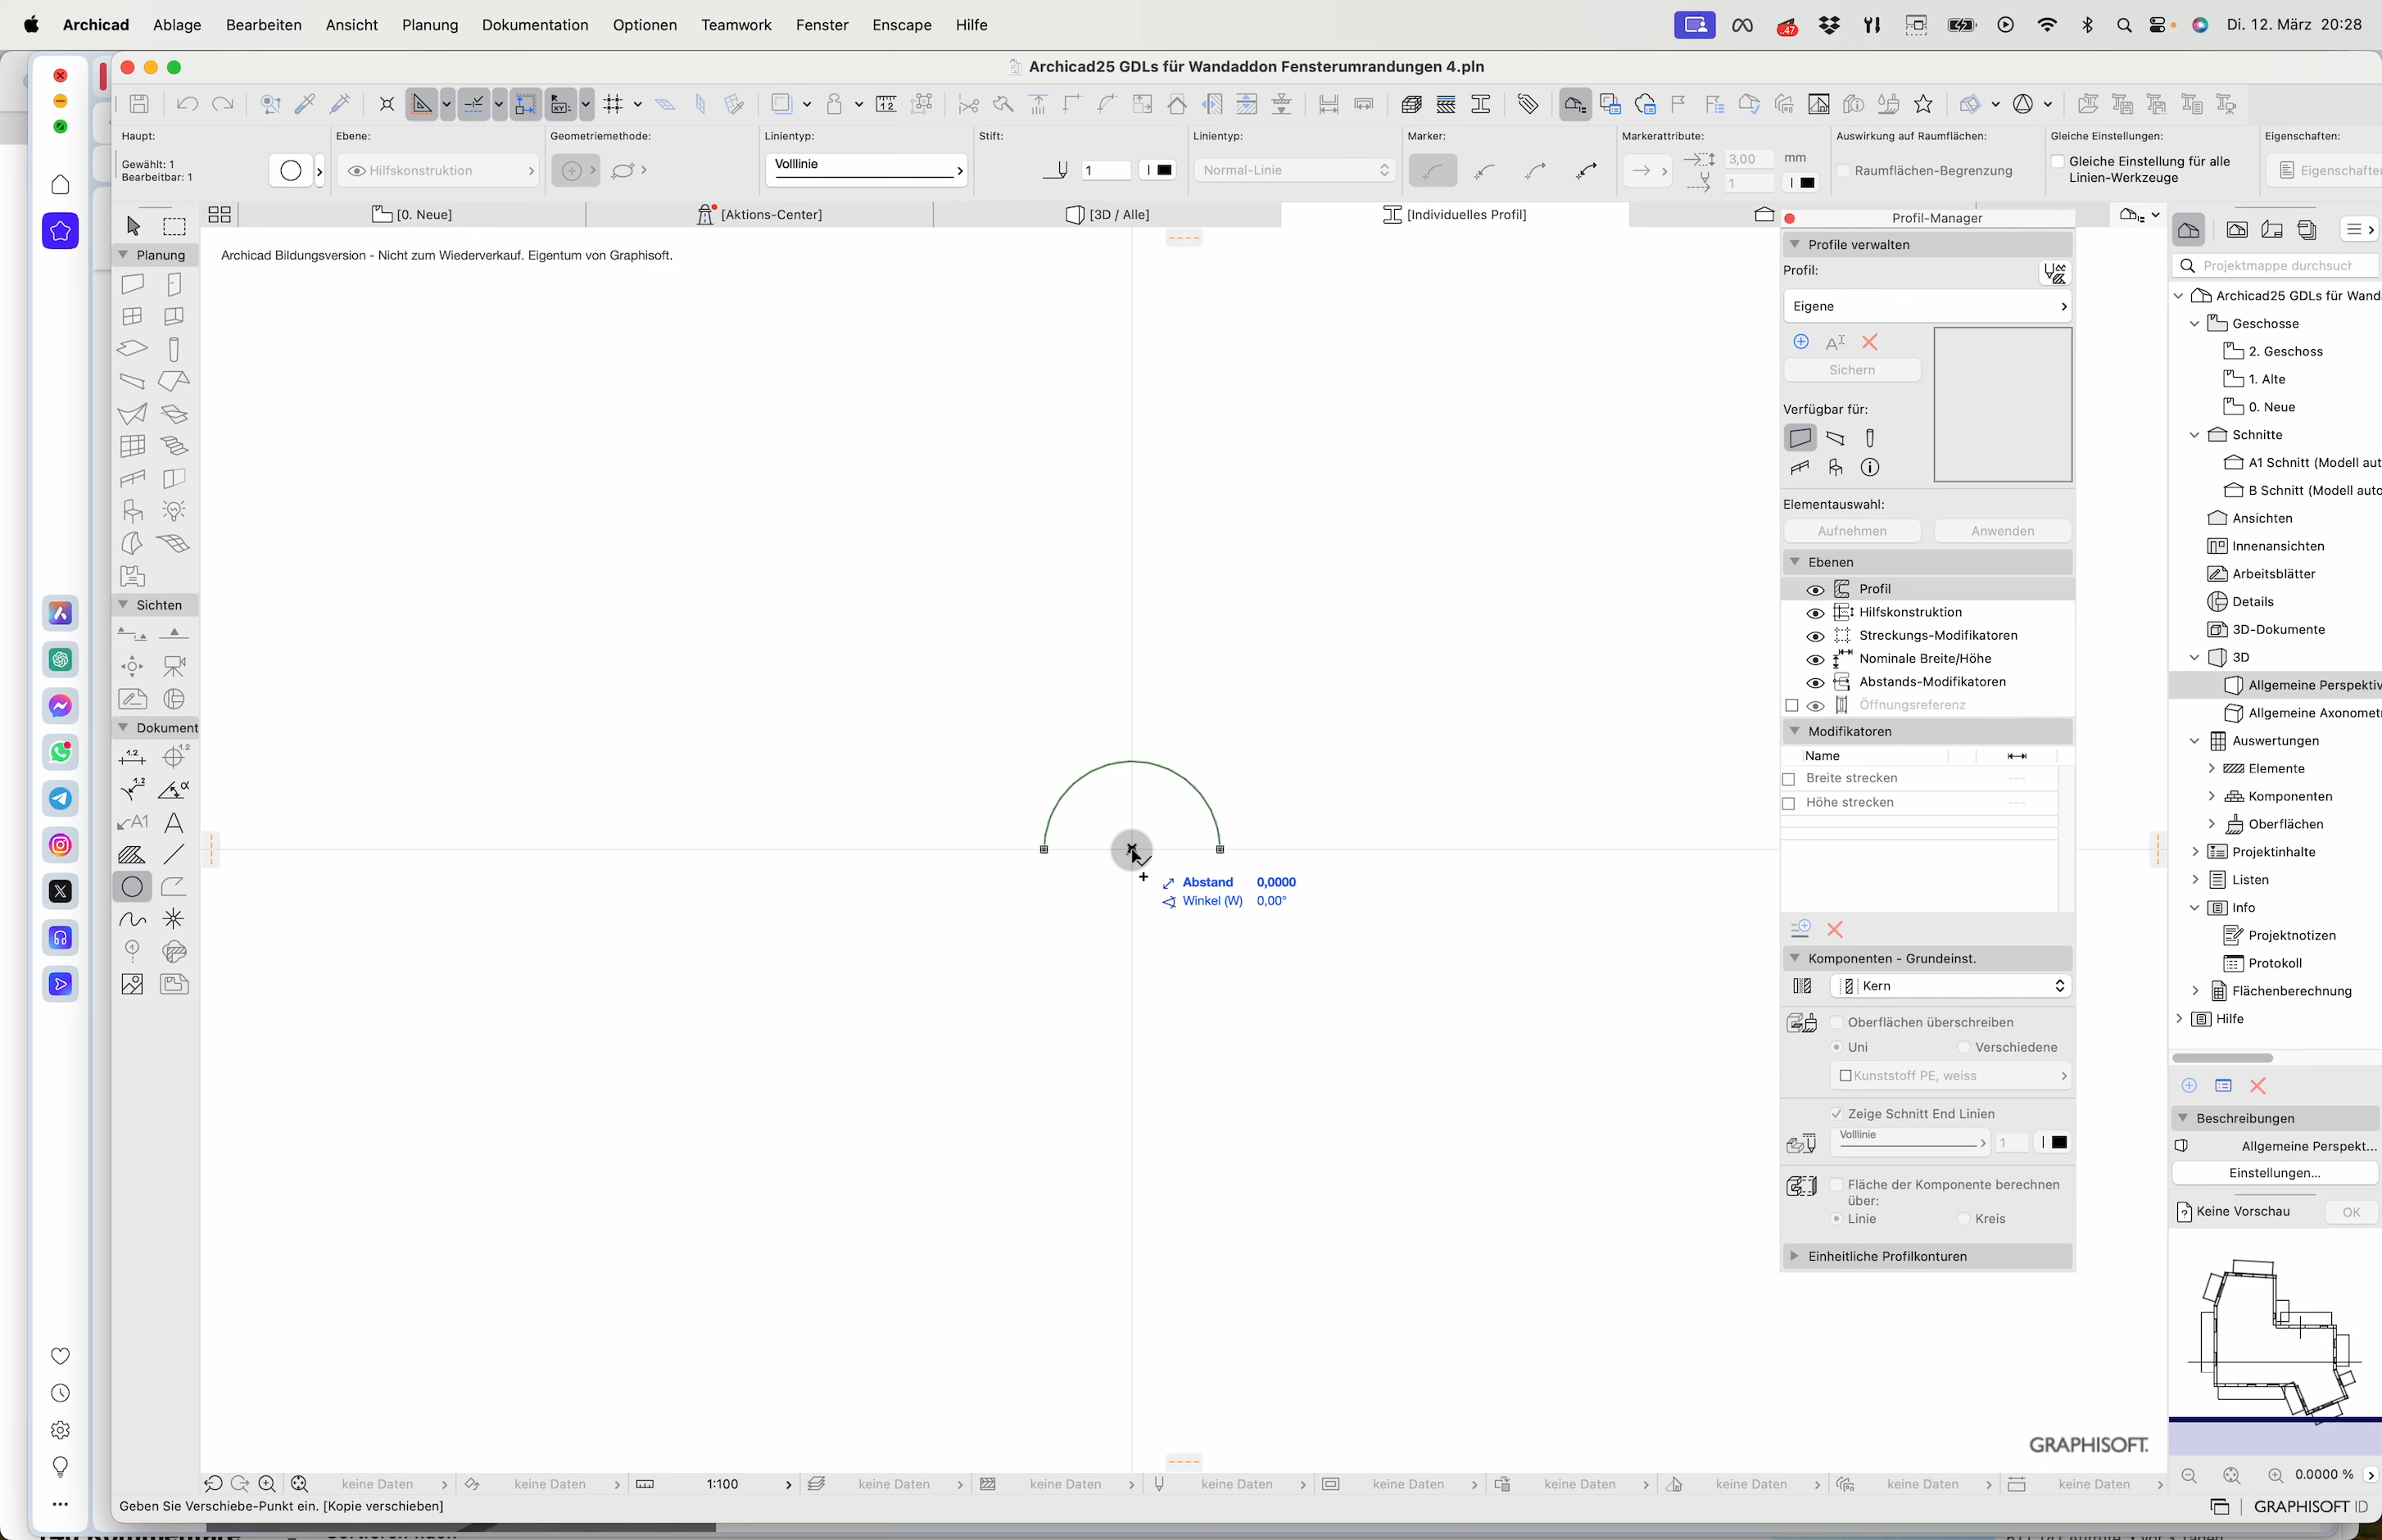 Archicad Ablage Bearbeiten Ansicht Planung Dokumentation Optionen Teamwork Fenster Enscape Hilfe
47
Di. 12. März 20:28
Archicad25 GDLs für Wandaddon Fensterumrandungen 4.pln
Haupt:
Ebene:
Geometriemethode:
Linientyp:
Stift:
Linientyp:
Marker:
Markerattribute:
Auswirkung auf Raumflächen:
Gleiche Einstellungen:
Eigenschaften:
Gewählt: 1
Bearbeitbar: 1
Hilfskonstruktion
Volllinie
1
Normal-Linie
3,00 mm
1
Raumflächen-Begrenzung
Gleiche Einstellung für alle
Linien-Werkzeuge
Eigenschafte
[0. Neue]
[Aktions-Center]
[3D / Alle]
[Individuelles Profil]
Archicad Bildungsversion - Nicht zum Wiederverkauf. Eigentum von Graphisoft.
Planung
Sichten
Dokument
1.2
1.2
1.2
α
A1
Abstand 0,0000
Winkel (W) 0,00°
Profil-Manager
Profile verwalten
Profil:
Eigene
Sichern
Verfügbar für:
Elementauswahl:
Aufnehmen
Anwenden
Ebenen
Profil
Hilfskonstruktion
Streckungs-Modifikatoren
Nominale Breite/Höhe
Abstands-Modifikatoren
Öffnungsreferenz
Modifikatoren
Name
Breite strecken ---
Höhe strecken ---
Komponenten - Grundeinst.
Kern
Oberflächen überschreiben
Uni
Verschiedene
Kunststoff PE, weiss
Zeige Schnitt End Linien
Volllinie
1
Fläche der Komponente berechnen
über:
Linie
Kreis
Einheitliche Profilkonturen
Projektmappe durchsuch
Archicad25 GDLs für Wand
Geschosse
2. Geschoss
1. Alte
0. Neue
Schnitte
A1 Schnitt (Modell aut
B Schnitt (Modell auto
Ansichten
Innenansichten
Arbeitsblätter
Details
3D-Dokumente
3D
Allgemeine Perspektiv
Allgemeine Axonomet
Auswertungen
Elemente
Komponenten
Oberflächen
Projektinhalte
Listen
Info
Projektnotizen
Protokoll
Flächenberechnung
Hilfe
Beschreibungen
Allgemeine Perspekt...
Einstellungen...
Keine Vorschau
OK
GRAPHISOFT.
0.0000 %
keine Daten
keine Daten
1:100
keine Daten
keine Daten
keine Daten
keine Daten
keine Daten
keine Daten
keine Daten
keine Daten
Geben Sie Verschiebe-Punkt ein. [Kopie verschieben]
GRAPHISOFT ID